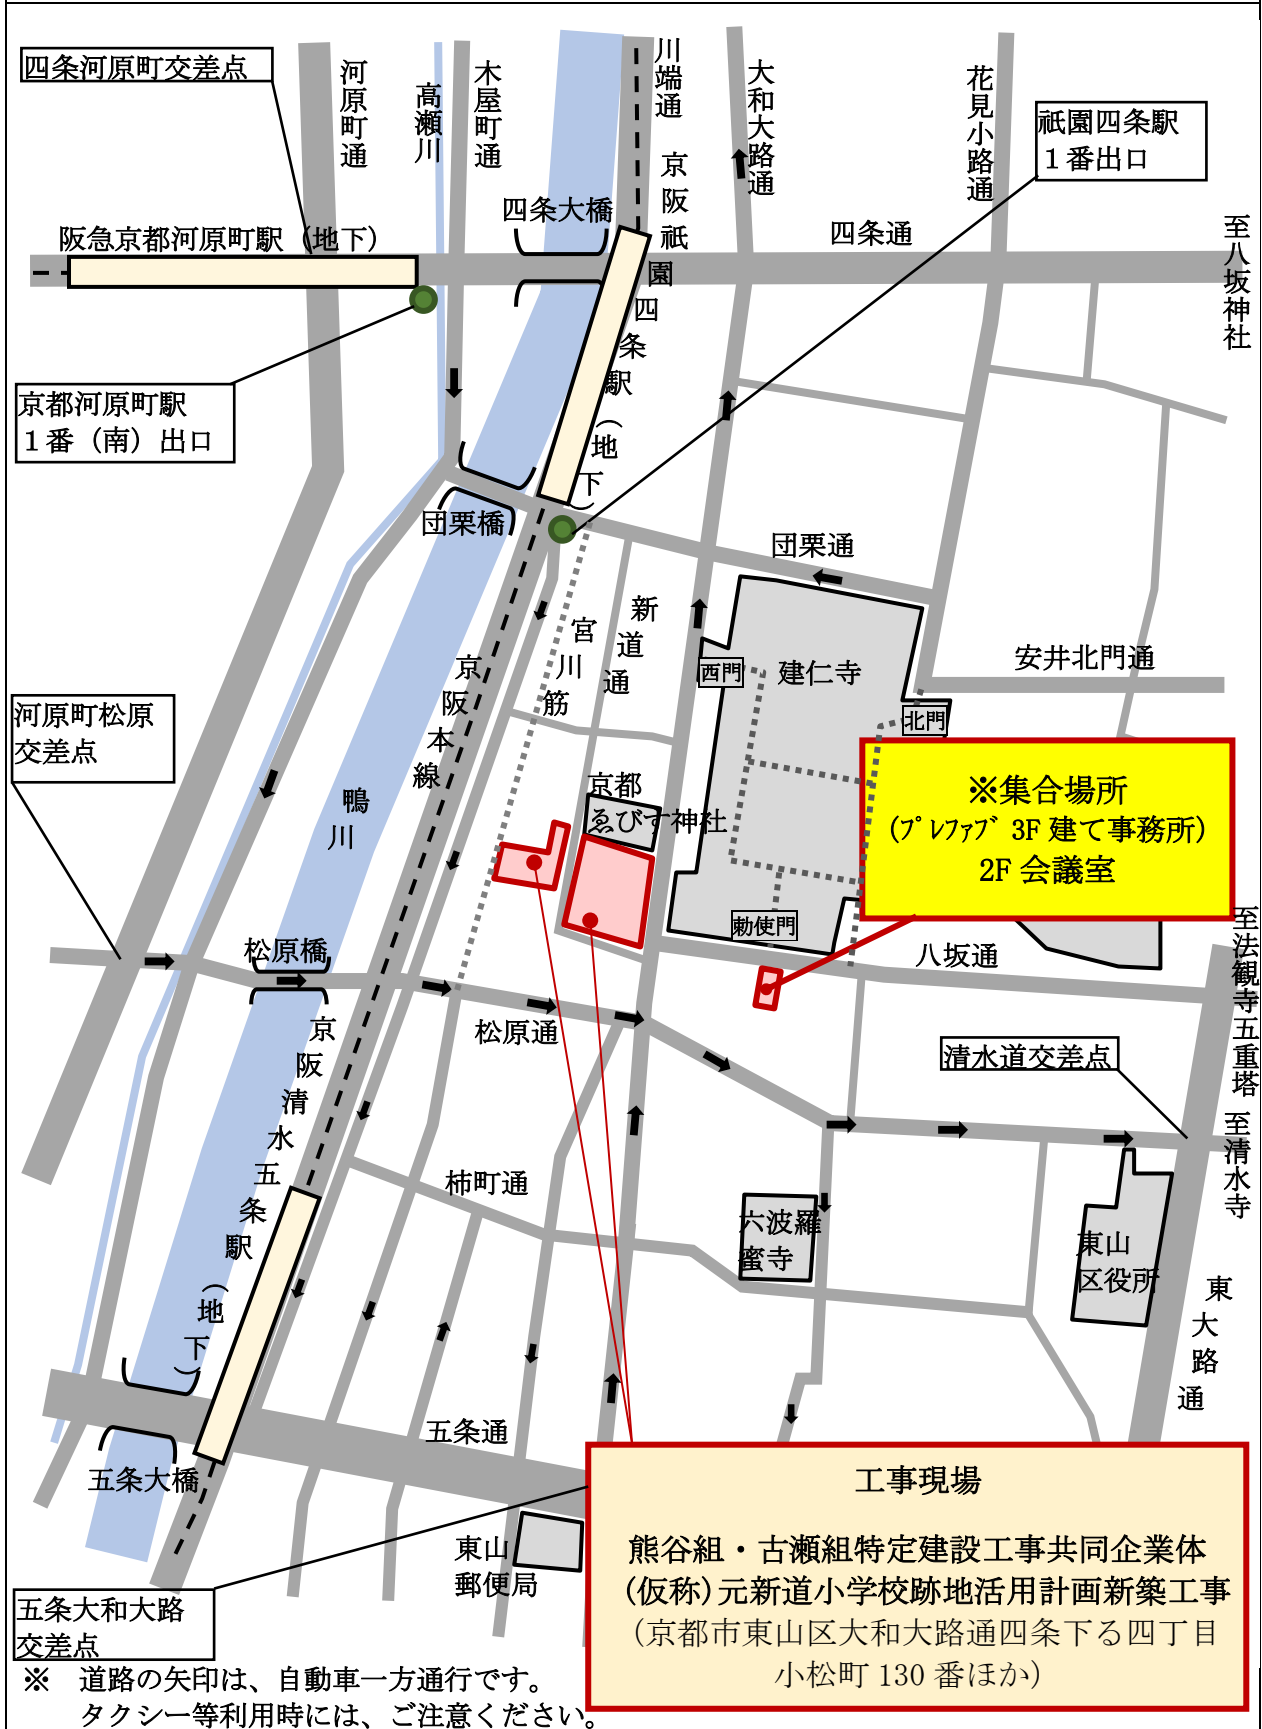 四条河原町交差点
河原町通
高瀬川
木屋町通
川端通
大和大路通
花見小路通
祇園四条駅
１番出口
四条大橋
京阪祇園四条駅（地下）
阪急京都河原町駅（地下）
四条通
至八坂神社
京都河原町駅
１番（南）出口
団栗橋
団栗通
新道通
宮川筋
京阪本線
西門
建仁寺
安井北門通
北門
河原町松原
交差点
鴨川
京都
ゑびす神社
※集合場所
(ﾌﾟﾚﾌｧﾌﾞ 3F 建て事務所)
2F 会議室
勅使門
八坂通
至法観寺五重塔
松原橋
松原通
清水道交差点
京阪清水五条駅（地下）
至清水寺
柿町通
六波羅
蜜寺
東山
区役所
東大路通
五条通
五条大橋
東山
郵便局
工事現場
熊谷組・古瀬組特定建設工事共同企業体
(仮称)元新道小学校跡地活用計画新築工事
(京都市東山区大和大路通四条下る四丁目
小松町 130 番ほか)
五条大和大路
交差点
※　道路の矢印は、自動車一方通行です。
タクシー等利用時には、ご注意ください。